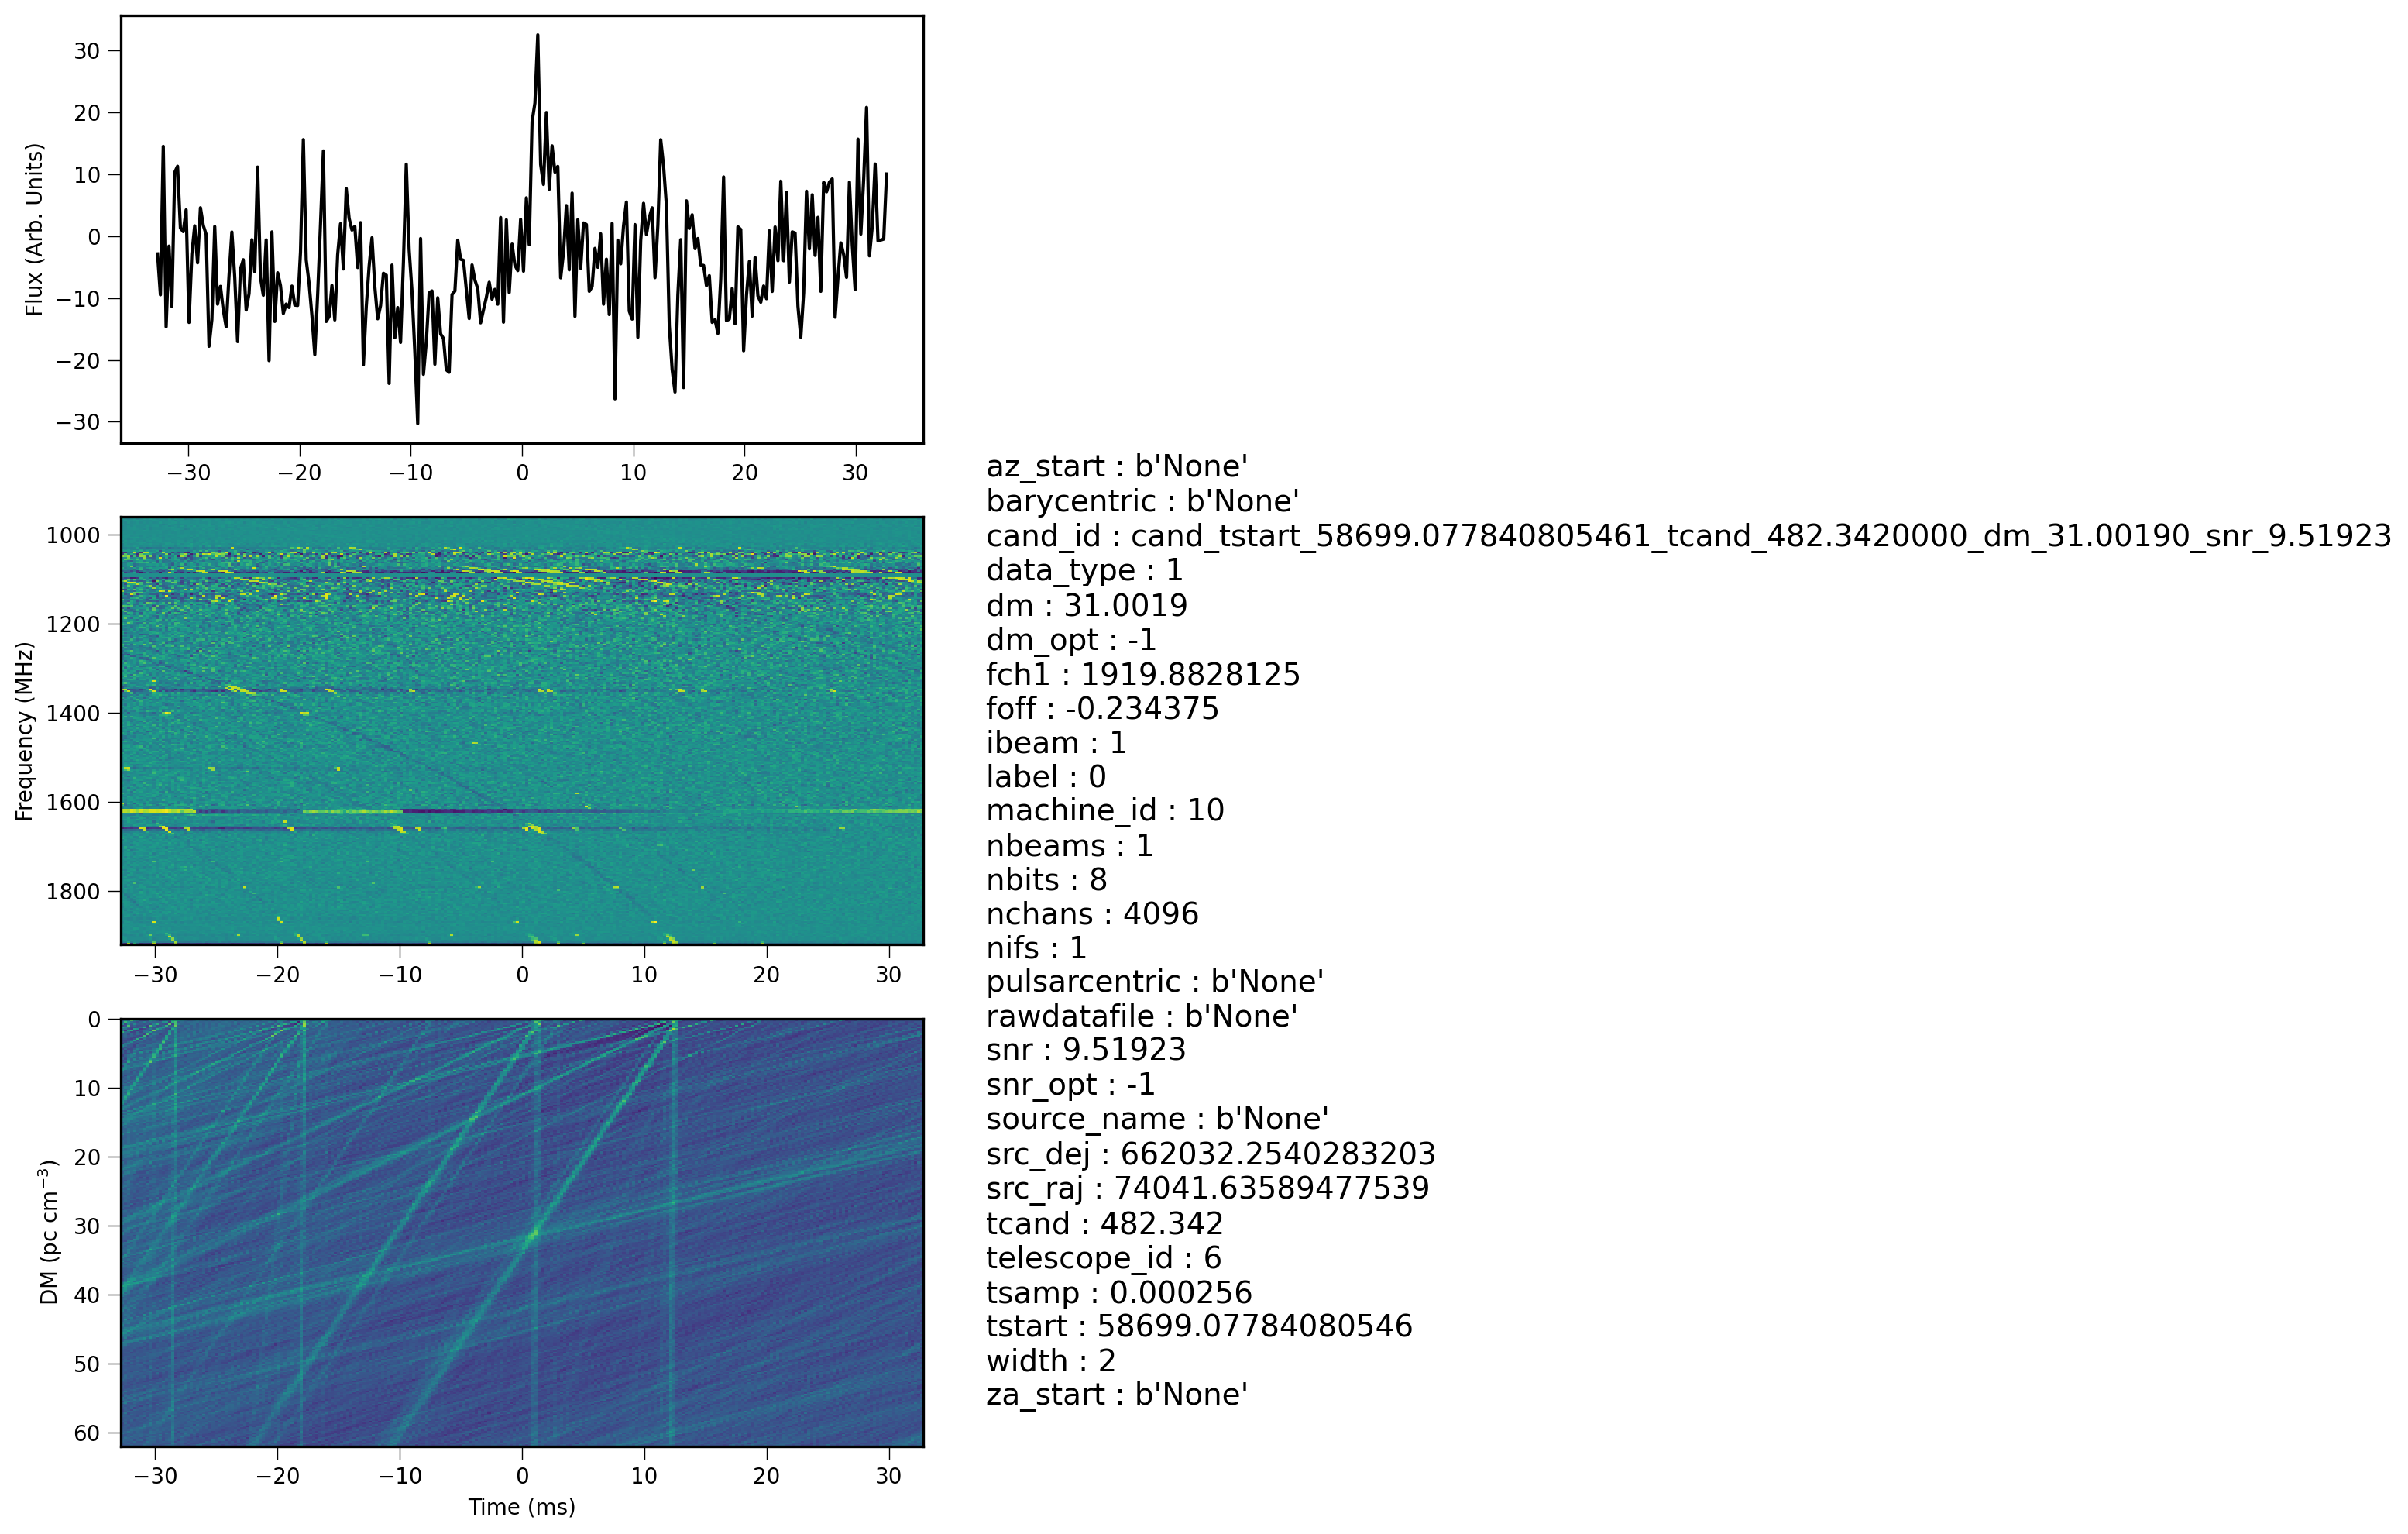 30
20
10
0
−10
−20
−30
Flux (Arb. Units)
−30 −20 −10 0 10 20 30
1000
1200
1400
1600
1800
Frequency (MHz)
−30 −20 −10 0 10 20 30
0
10
20
30
40
50
60
DM (pc cm⁻³)
−30 −20 −10 0 10 20 30
Time (ms)
az_start : b'None'
barycentric : b'None'
cand_id : cand_tstart_58699.077840805461_tcand_482.3420000_dm_31.00190_snr_9.51923
data_type : 1
dm : 31.0019
dm_opt : -1
fch1 : 1919.8828125
foff : -0.234375
ibeam : 1
label : 0
machine_id : 10
nbeams : 1
nbits : 8
nchans : 4096
nifs : 1
pulsarcentric : b'None'
rawdatafile : b'None'
snr : 9.51923
snr_opt : -1
source_name : b'None'
src_dej : 662032.2540283203
src_raj : 74041.63589477539
tcand : 482.342
telescope_id : 6
tsamp : 0.000256
tstart : 58699.07784080546
width : 2
za_start : b'None'